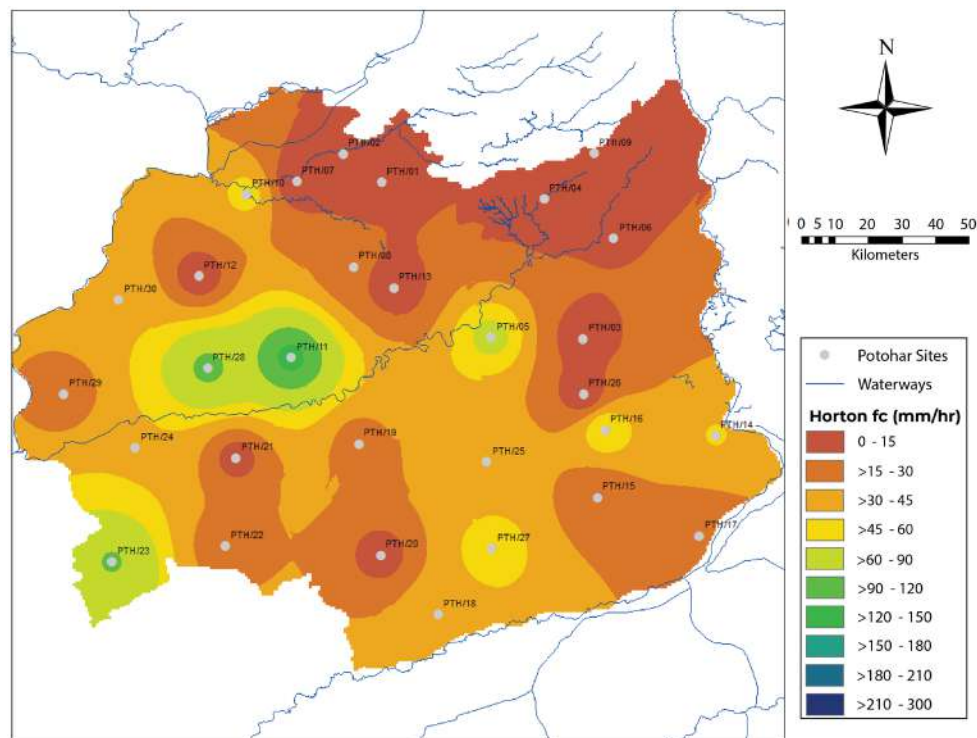 N
PTH/02
PTH/09
PTH/07
PTH/01
PTH/10
PTH/04
PTH/06
PTH/08
PTH/12
PTH/13
PTH/30
PTH/05
PTH/03
PTH/11
PTH/28
PTH/29
PTH/26
PTH/16
PTH/14
PTH/24
PTH/21
PTH/19
PTH/25
PTH/15
PTH/17
PTH/22
PTH/20
PTH/27
PTH/23
PTH/18
0 5 10 20 30 40 50
Kilometers
Potohar Sites
Waterways
Horton fc (mm/hr)
0 - 15
>15 - 30
>30 - 45
>45 - 60
>60 - 90
>90 - 120
>120 - 150
>150 - 180
>180 - 210
>210 - 300